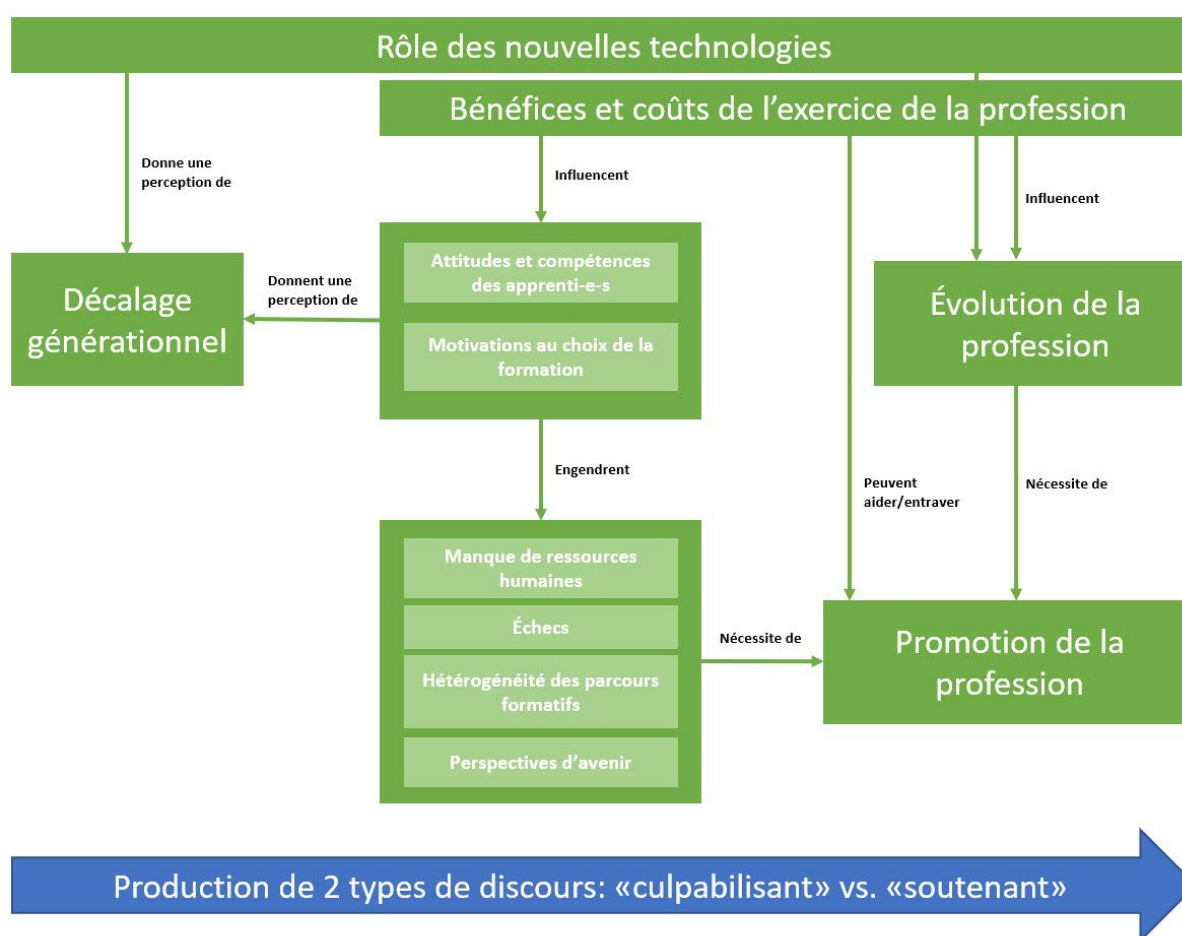 Rôle des nouvelles technologies
Bénéfices et coûts de l’exercice de la profession
Donne une
perception de
Influencent
Influencent
Attitudes et compétences
des apprenti-e-s
Motivations au choix de la
formation
Donnent une
perception de
Décalage
générationnel
Évolution de la
profession
Engendrent
Peuvent
aider/entraver
Nécessite de
Manque de ressources
humaines
Échecs
Hétérogénéité des parcours
formatifs
Perspectives d’avenir
Nécessite de
Promotion de la
profession
Production de 2 types de discours: «culpabilisant» vs. «soutenant»